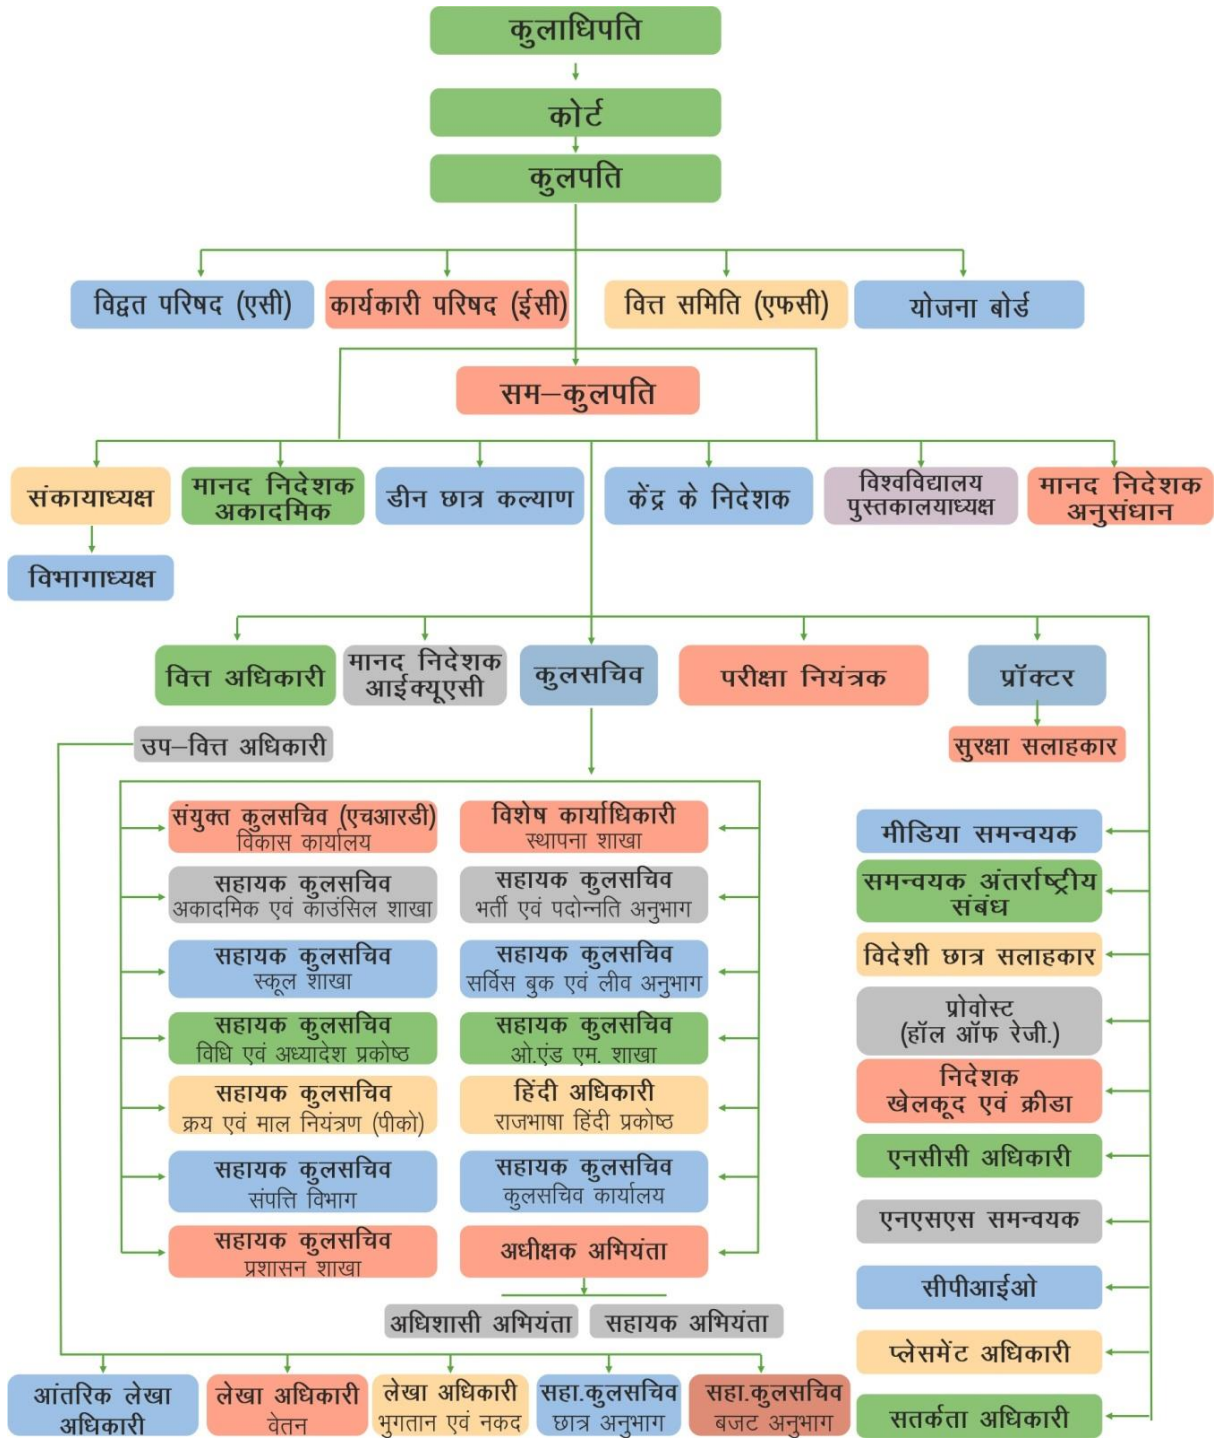 कुलाधिपति
कोर्ट
कुलपति
विद्वत परिषद (एसी)
कार्यकारी परिषद (ईसी)
वित्त समिति (एफसी)
योजना बोर्ड
सम–कुलपति
संकायाध्यक्ष
मानद निदेशक
अकादमिक
डीन छात्र कल्याण
केंद्र के निदेशक
विश्वविद्यालय
पुस्तकालयाध्यक्ष
मानद निदेशक
अनुसंधान
विभागाध्यक्ष
वित्त अधिकारी
मानद निदेशक
आईक्यूएसी
कुलसचिव
परीक्षा नियंत्रक
प्रॉक्टर
उप–वित्त अधिकारी
सुरक्षा सलाहकार
संयुक्त कुलसचिव (एचआरडी)
विकास कार्यालय
विशेष कार्याधिकारी
स्थापना शाखा
सहायक कुलसचिव
अकादमिक एवं काउंसिल शाखा
सहायक कुलसचिव
भर्ती एवं पदोन्नति अनुभाग
सहायक कुलसचिव
स्कूल शाखा
सहायक कुलसचिव
सर्विस बुक एवं लीव अनुभाग
सहायक कुलसचिव
विधि एवं अध्यादेश प्रकोष्ठ
सहायक कुलसचिव
ओ.एंड एम. शाखा
सहायक कुलसचिव
क्रय एवं माल नियंत्रण (पीको)
हिंदी अधिकारी
राजभाषा हिंदी प्रकोष्ठ
सहायक कुलसचिव
संपत्ति विभाग
सहायक कुलसचिव
कुलसचिव कार्यालय
सहायक कुलसचिव
प्रशासन शाखा
अधीक्षक अभियंता
अधिशासी अभियंता
सहायक अभियंता
मीडिया समन्वयक
समन्वयक अंतर्राष्ट्रीय
संबंध
विदेशी छात्र सलाहकार
प्रोवोस्ट
(हॉल ऑफ रेजी.)
निदेशक
खेलकूद एवं क्रीडा
एनसीसी अधिकारी
एनएसएस समन्वयक
सीपीआईओ
प्लेसमेंट अधिकारी
सतर्कता अधिकारी
आंतरिक लेखा
अधिकारी
लेखा अधिकारी
वेतन
लेखा अधिकारी
भुगतान एवं नकद
सहा.कुलसचिव
छात्र अनुभाग
सहा.कुलसचिव
बजट अनुभाग